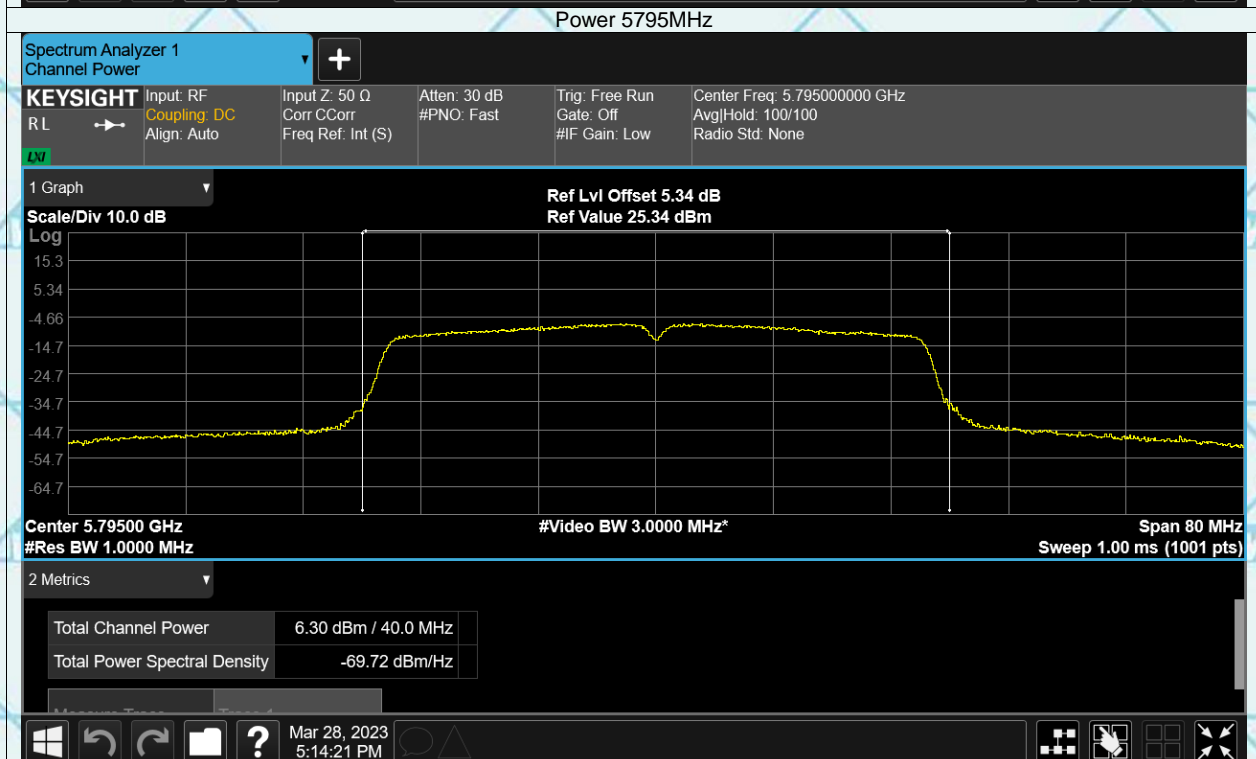 Power 5795MHz
Spectrum Analyzer 1
Channel Power
KEYSIGHT
R L
LXI
Input: RF
Coupling: DC
Align: Auto
Input Z: 50 Ω
Corr CCorr
Freq Ref: Int (S)
Atten: 30 dB
#PNO: Fast
Trig: Free Run
Gate: Off
#IF Gain: Low
Center Freq: 5.795000000 GHz
Avg|Hold: 100/100
Radio Std: None
1 Graph
Scale/Div 10.0 dB
Ref Lvl Offset 5.34 dB
Ref Value 25.34 dBm
Log
15.3
5.34
-4.66
-14.7
-24.7
-34.7
-44.7
-54.7
-64.7
Center 5.79500 GHz
#Video BW 3.0000 MHz*
Span 80 MHz
#Res BW 1.0000 MHz
Sweep 1.00 ms (1001 pts)
2 Metrics
Total Channel Power 6.30 dBm / 40.0 MHz
Total Power Spectral Density -69.72 dBm/Hz
Mar 28, 2023
5:14:21 PM